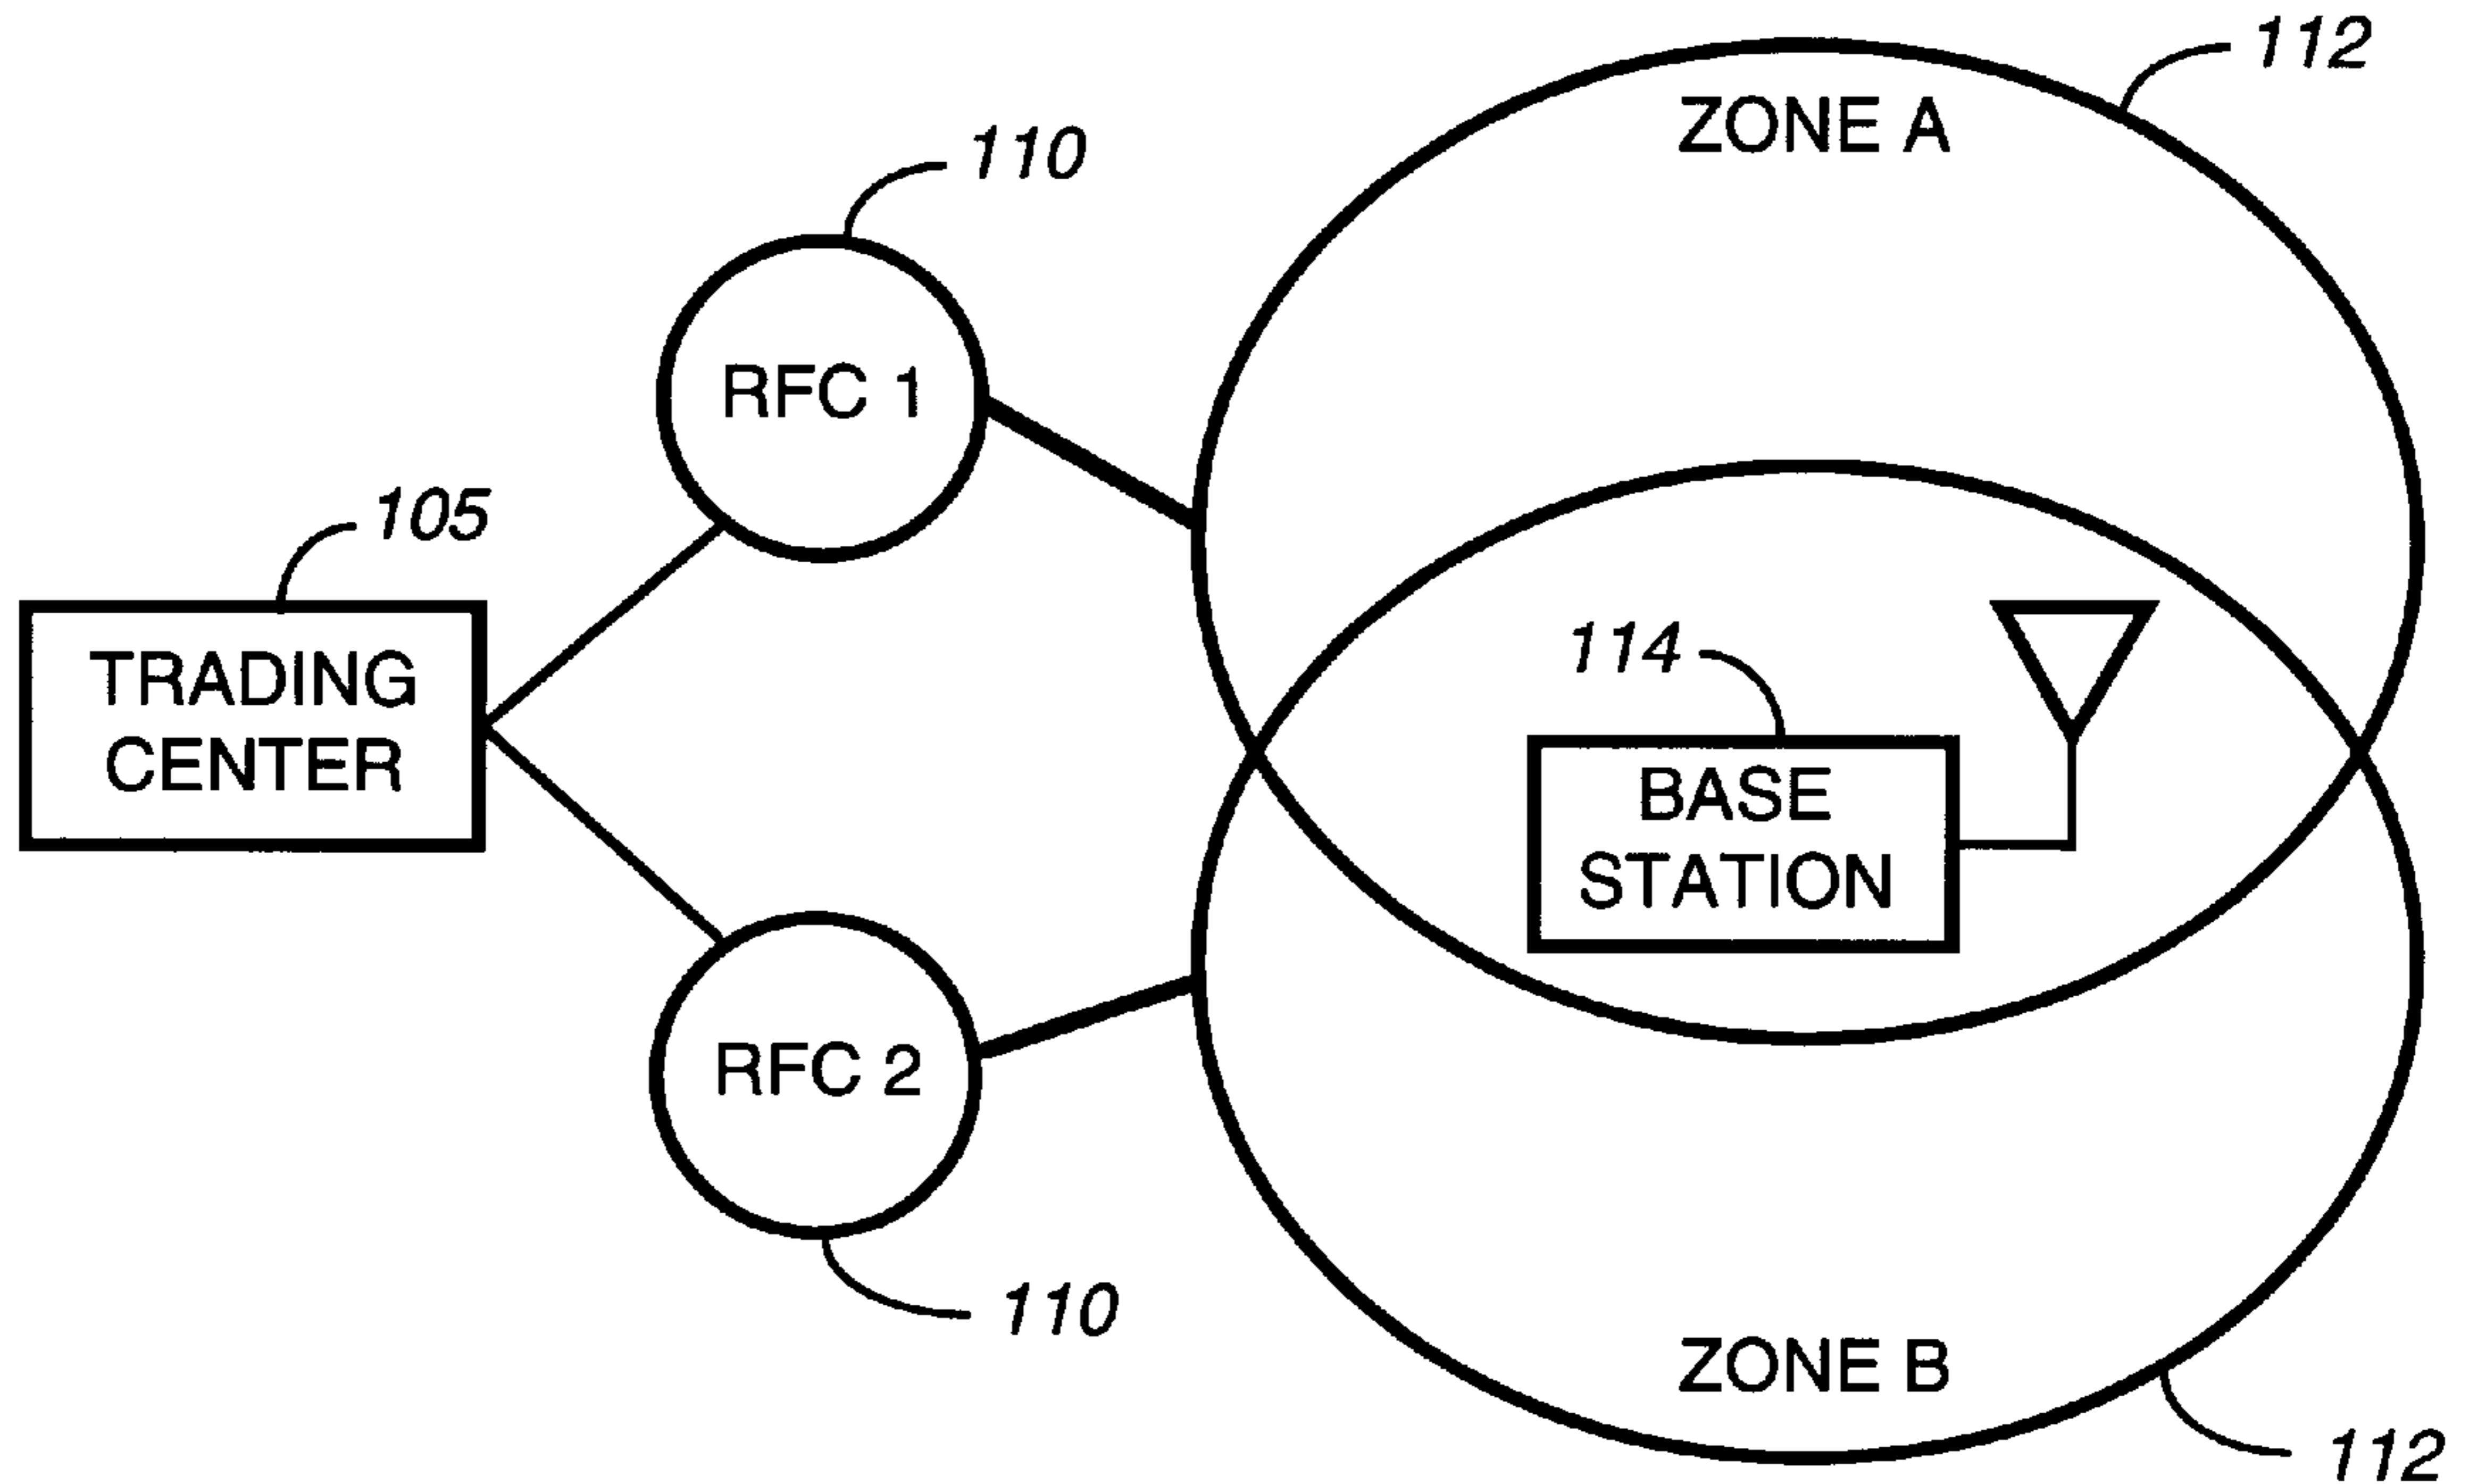 112
ZONE A
110
RFC 1
105
TRADING
CENTER
114
BASE
STATION
RFC 2
110
ZONE B
112